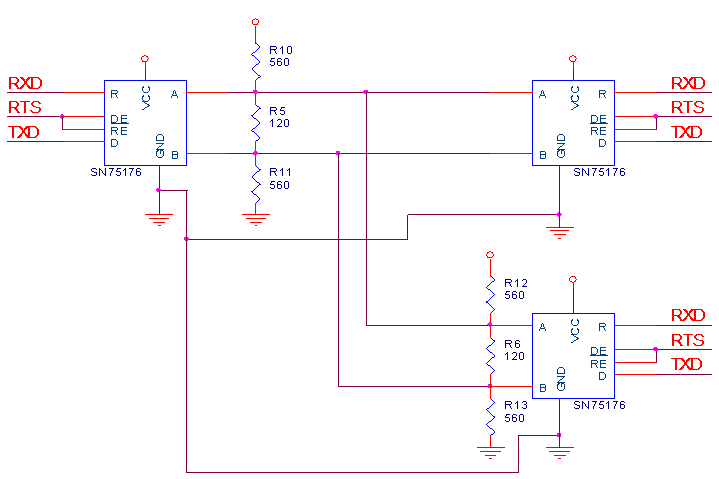 R10
560
RXD
R
VCC
A
R5
120
A
VCC
R
RXD
RTS
DE
RE
DE
RE
RTS
TXD
D
GND
B
B
GND
D
TXD
SN75176
R11
560
SN75176
R12
560
A
VCC
R
RXD
R6
120
DE
RE
RTS
B
GND
D
TXD
R13
560
SN75176